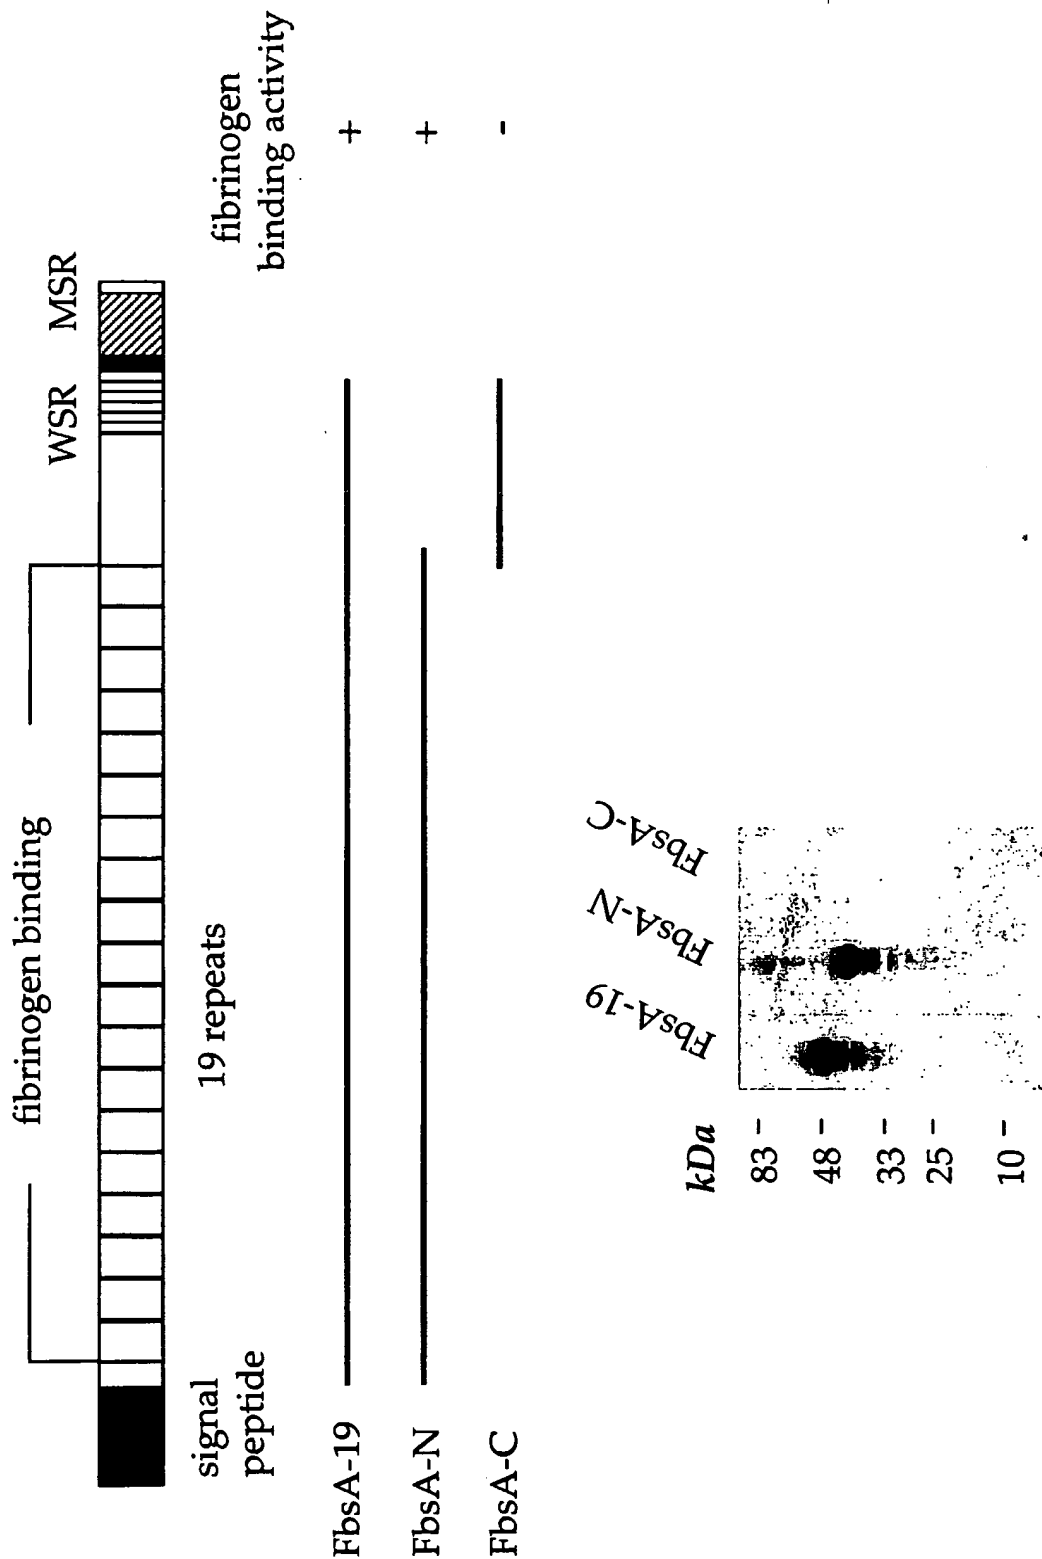 fibrinogen binding
WSR MSR
19 repeats
signal
peptide
fibrinogen
binding activity
FbsA-19 +
FbsA-N +
FbsA-C -
FbsA-19 FbsA-N FbsA-C
kDa
83 -
48 -
33 -
25 -
10 -